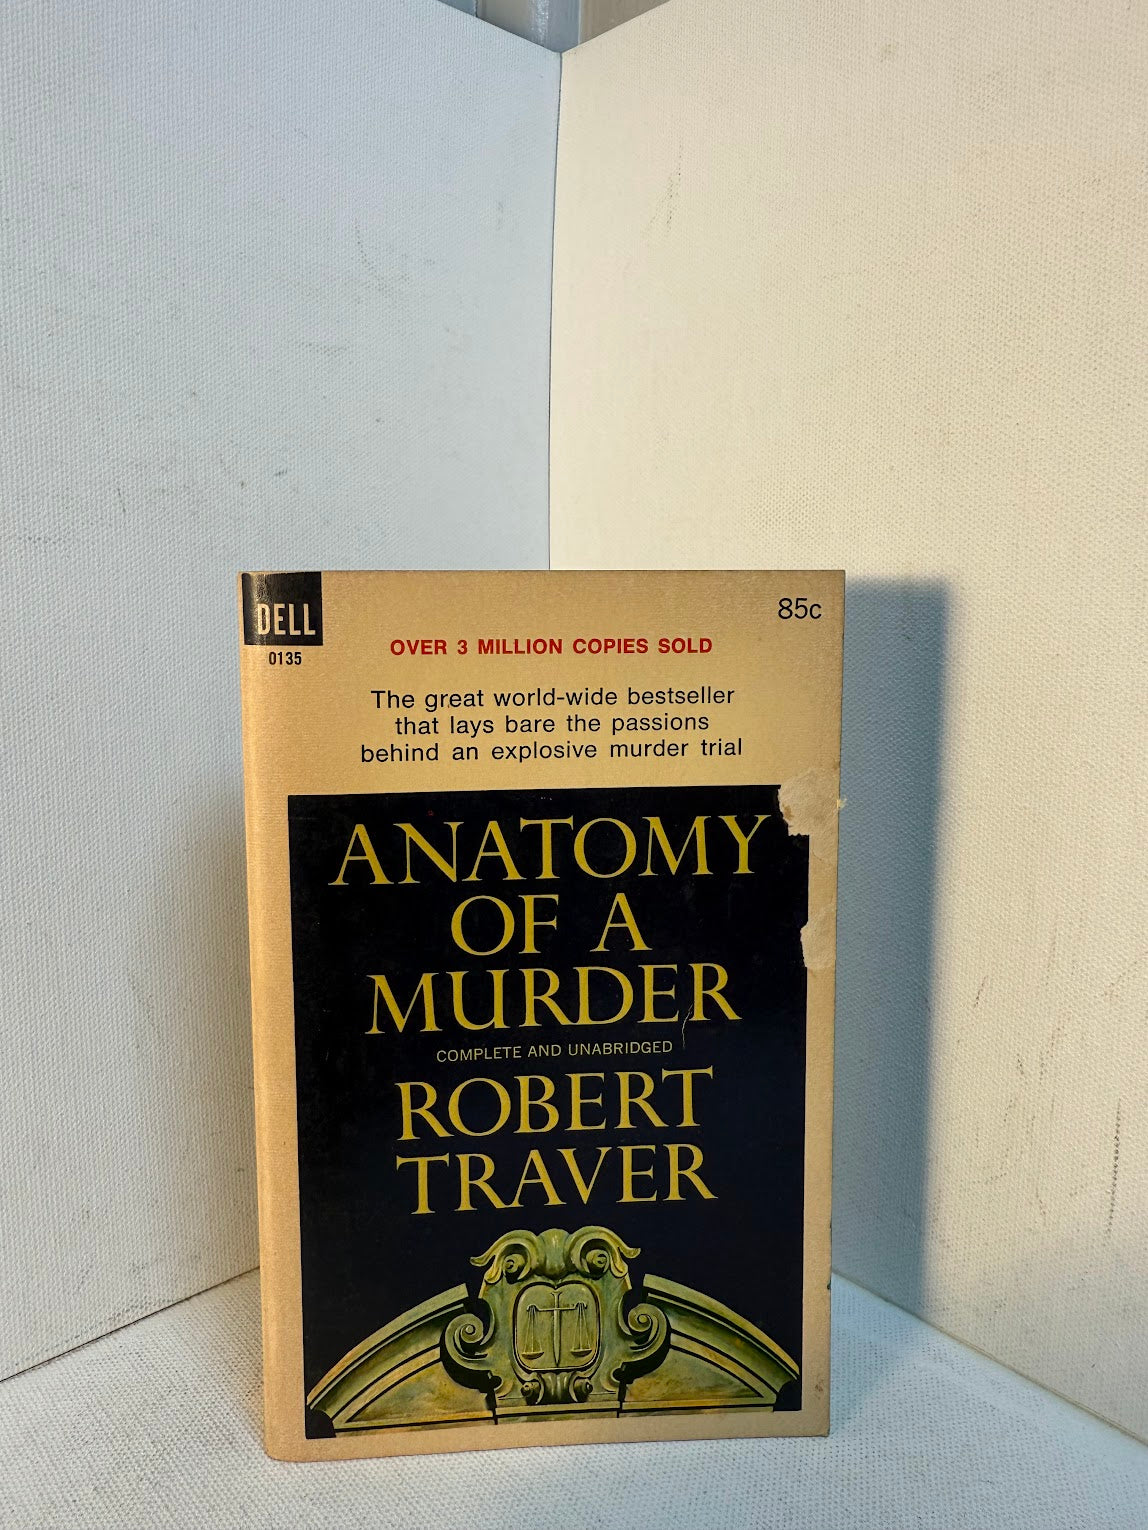 DELL
0135
85c
OVER 3 MILLION COPIES SOLD
The great world-wide bestseller
that lays bare the passions
behind an explosive murder trial
ANATOMY
OF A
MURDER
COMPLETE AND UNABRIDGED
ROBERT
TRAVER